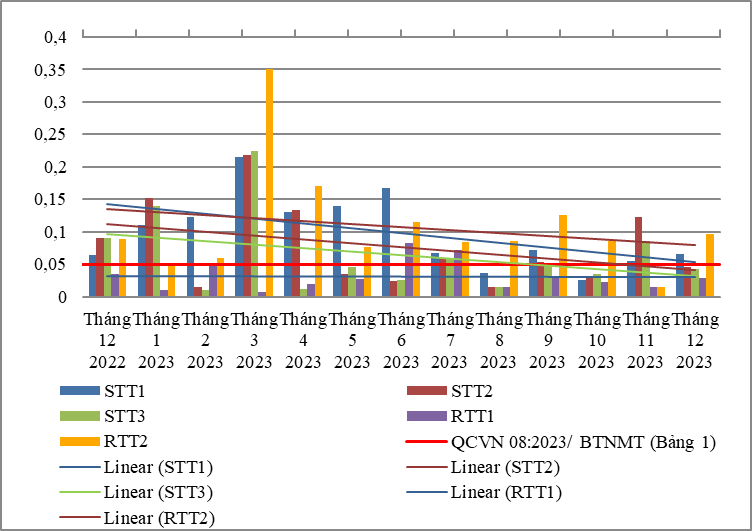 0,4
0,35
0,3
0,25
0,2
0,15
0,1
0,05
0
Tháng Tháng Tháng Tháng Tháng Tháng Tháng Tháng Tháng Tháng Tháng Tháng Tháng
12 1 2 3 4 5 6 7 8 9 10 11 12
2022 2023 2023 2023 2023 2023 2023 2023 2023 2023 2023 2023 2023
STT1 STT2
STT3 RTT1
RTT2 QCVN 08:2023/ BTNMT (Bảng 1)
Linear (STT1) Linear (STT2)
Linear (STT3) Linear (RTT1)
Linear (RTT2)